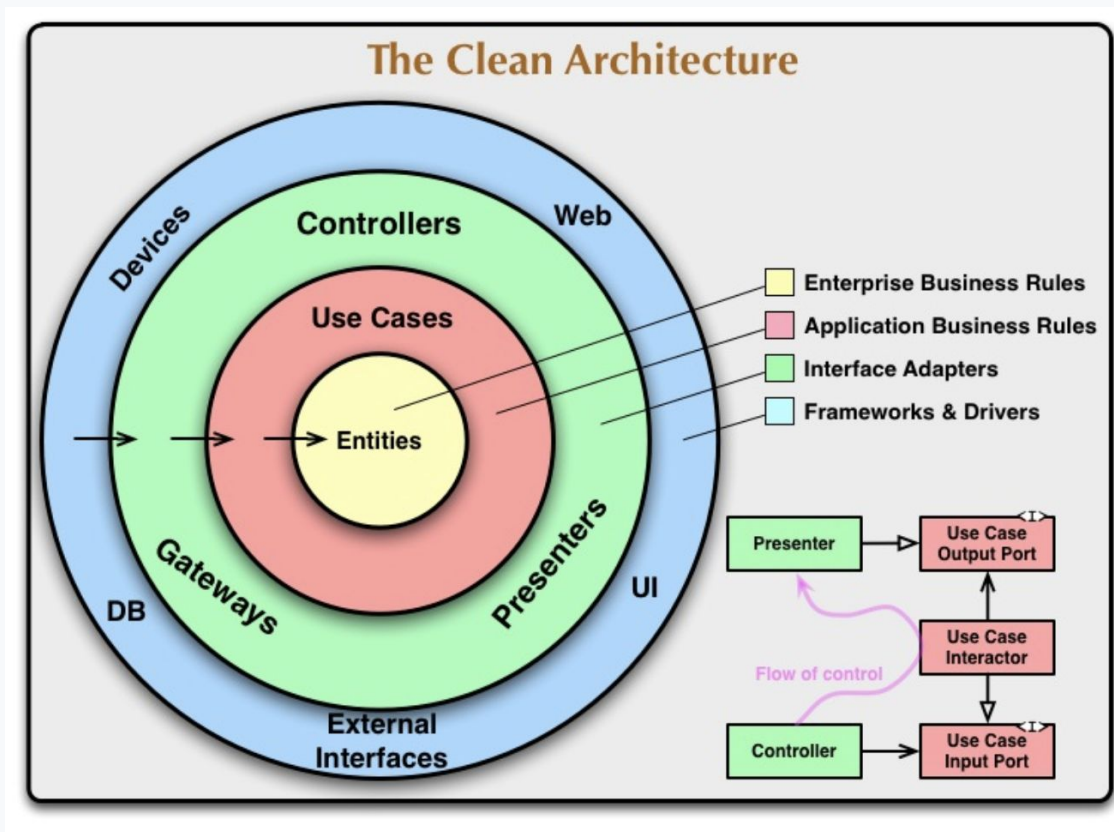 The Clean Architecture
Devices
Web
Controllers
Use Cases
Entities
Gateways
Presenters
DB
UI
External
Interfaces
Enterprise Business Rules
Application Business Rules
Interface Adapters
Frameworks & Drivers
Presenter
Use Case
Output Port
<I>
Use Case
Interactor
Flow of control
Controller
Use Case
Input Port
<I>